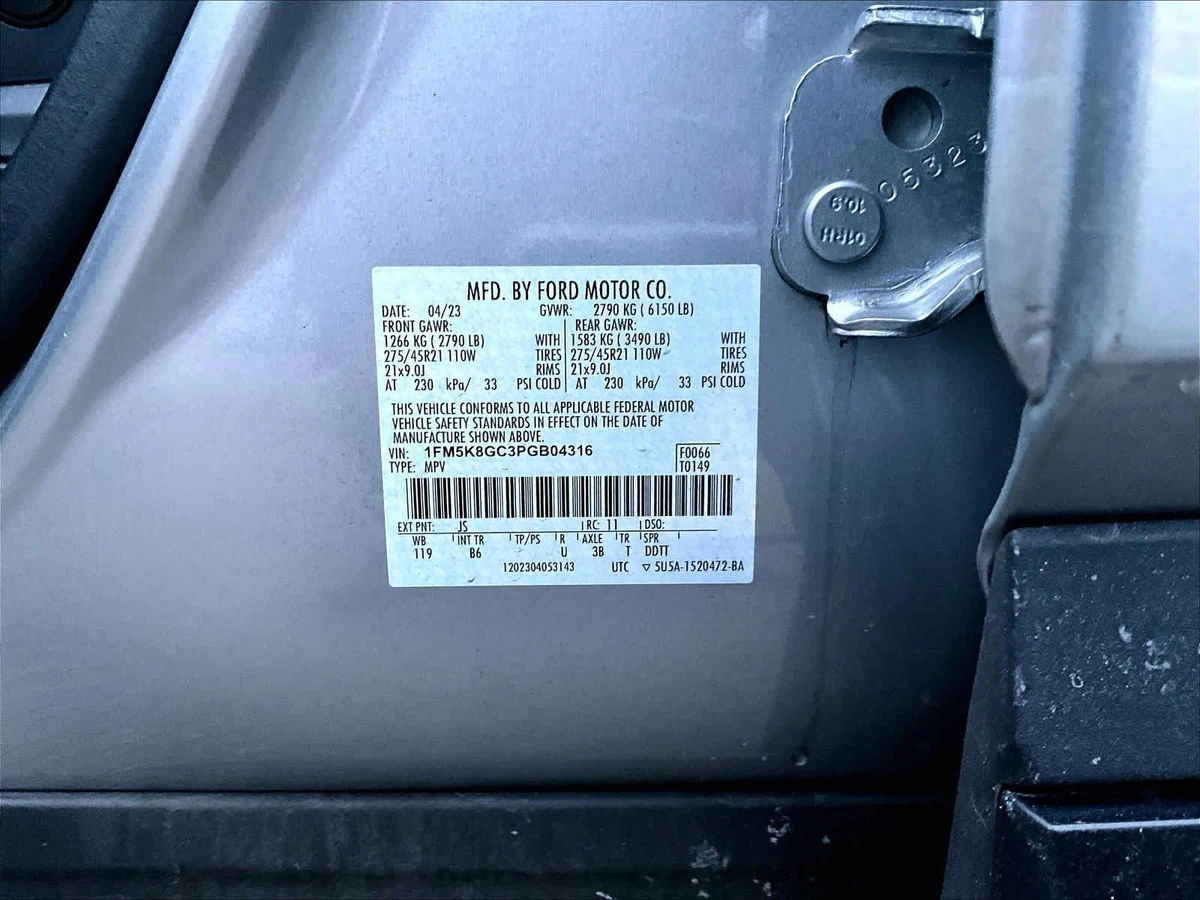 05323
10.9
01RH
MFD. BY FORD MOTOR CO.
DATE: 04/23 GVWR: 2790 KG ( 6150 LB)
FRONT GAWR: REAR GAWR:
1266 KG ( 2790 LB) WITH 1583 KG ( 3490 LB) WITH
275/45R21 110W TIRES 275/45R21 110W TIRES
21x9.0J RIMS 21x9.0J RIMS
AT 230 kPa/ 33 PSI COLD AT 230 kPa/ 33 PSI COLD
THIS VEHICLE CONFORMS TO ALL APPLICABLE FEDERAL MOTOR
VEHICLE SAFETY STANDARDS IN EFFECT ON THE DATE OF
MANUFACTURE SHOWN ABOVE.
VIN: 1FM5K8GC3PGB04316 F0066
TYPE: MPV T0149
EXT PNT: JS RC: 11 DSO:
WB INT TR TP/PS R AXLE TR SPR
119 B6 U 3B T DDTT
1202304053143 UTC ▽ 5U5A-1520472-BA